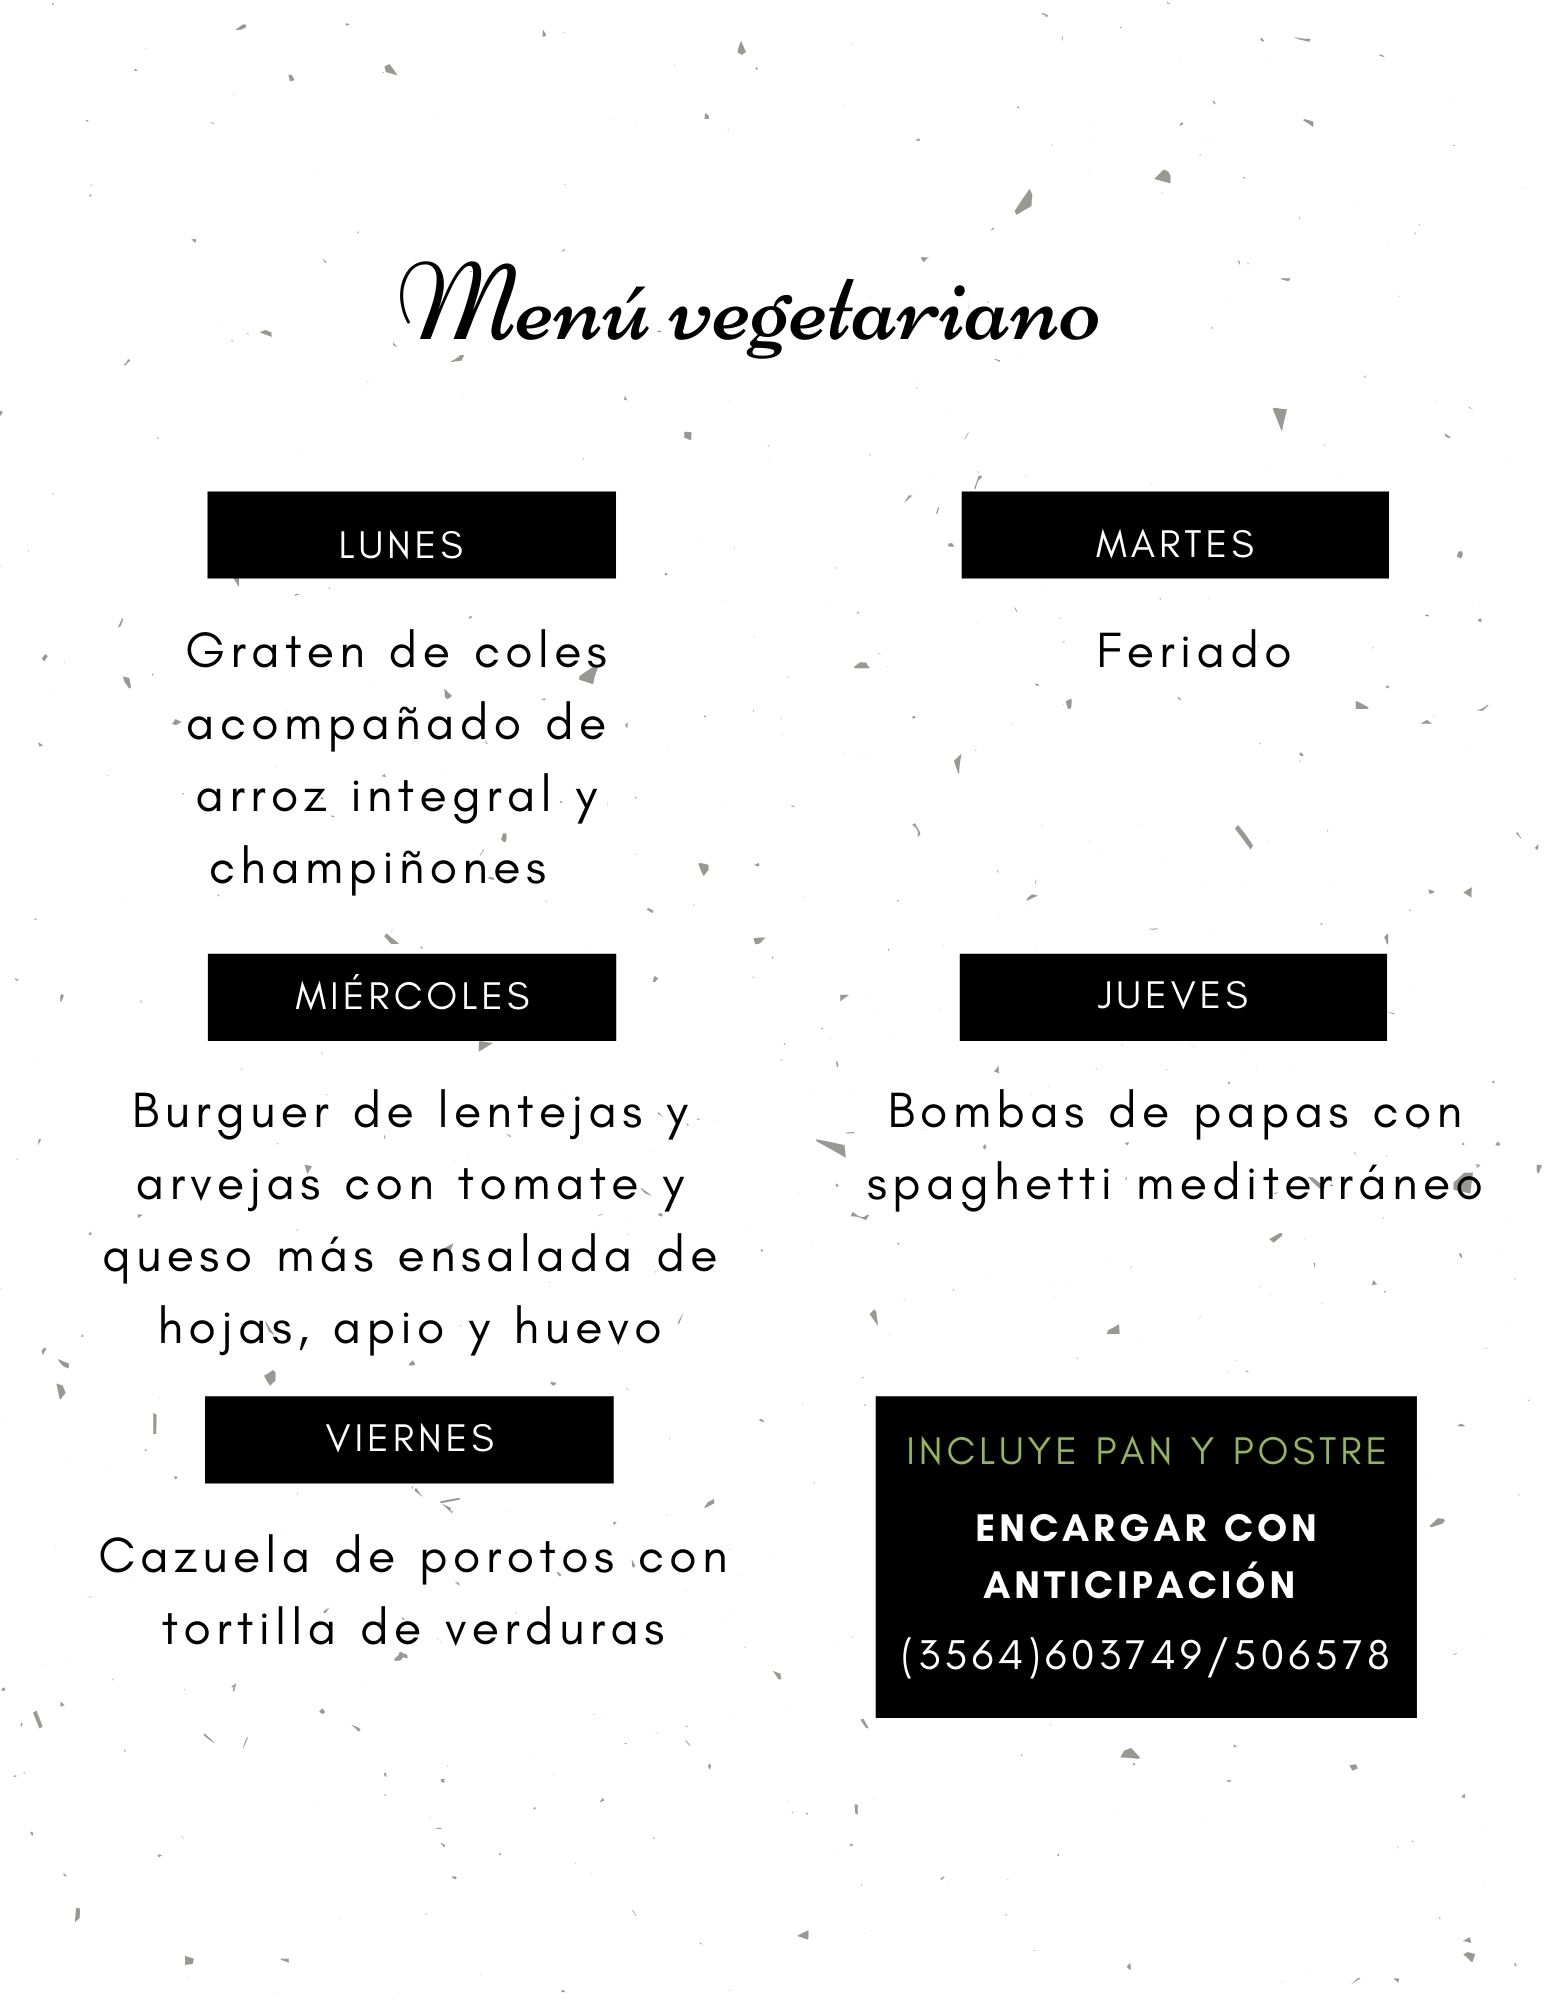 Menú vegetariano
LUNES
Graten de coles
acompañado de
arroz integral y
champiñones
MARTES
Feriado
MIÉRCOLES
Burguer de lentejas y
arvejas con tomate y
queso más ensalada de
hojas, apio y huevo
JUEVES
Bombas de papas con
spaghetti mediterráneo
VIERNES
Cazuela de porotos con
tortilla de verduras
INCLUYE PAN Y POSTRE
ENCARGAR CON
ANTICIPACIÓN
(3564)603749/506578